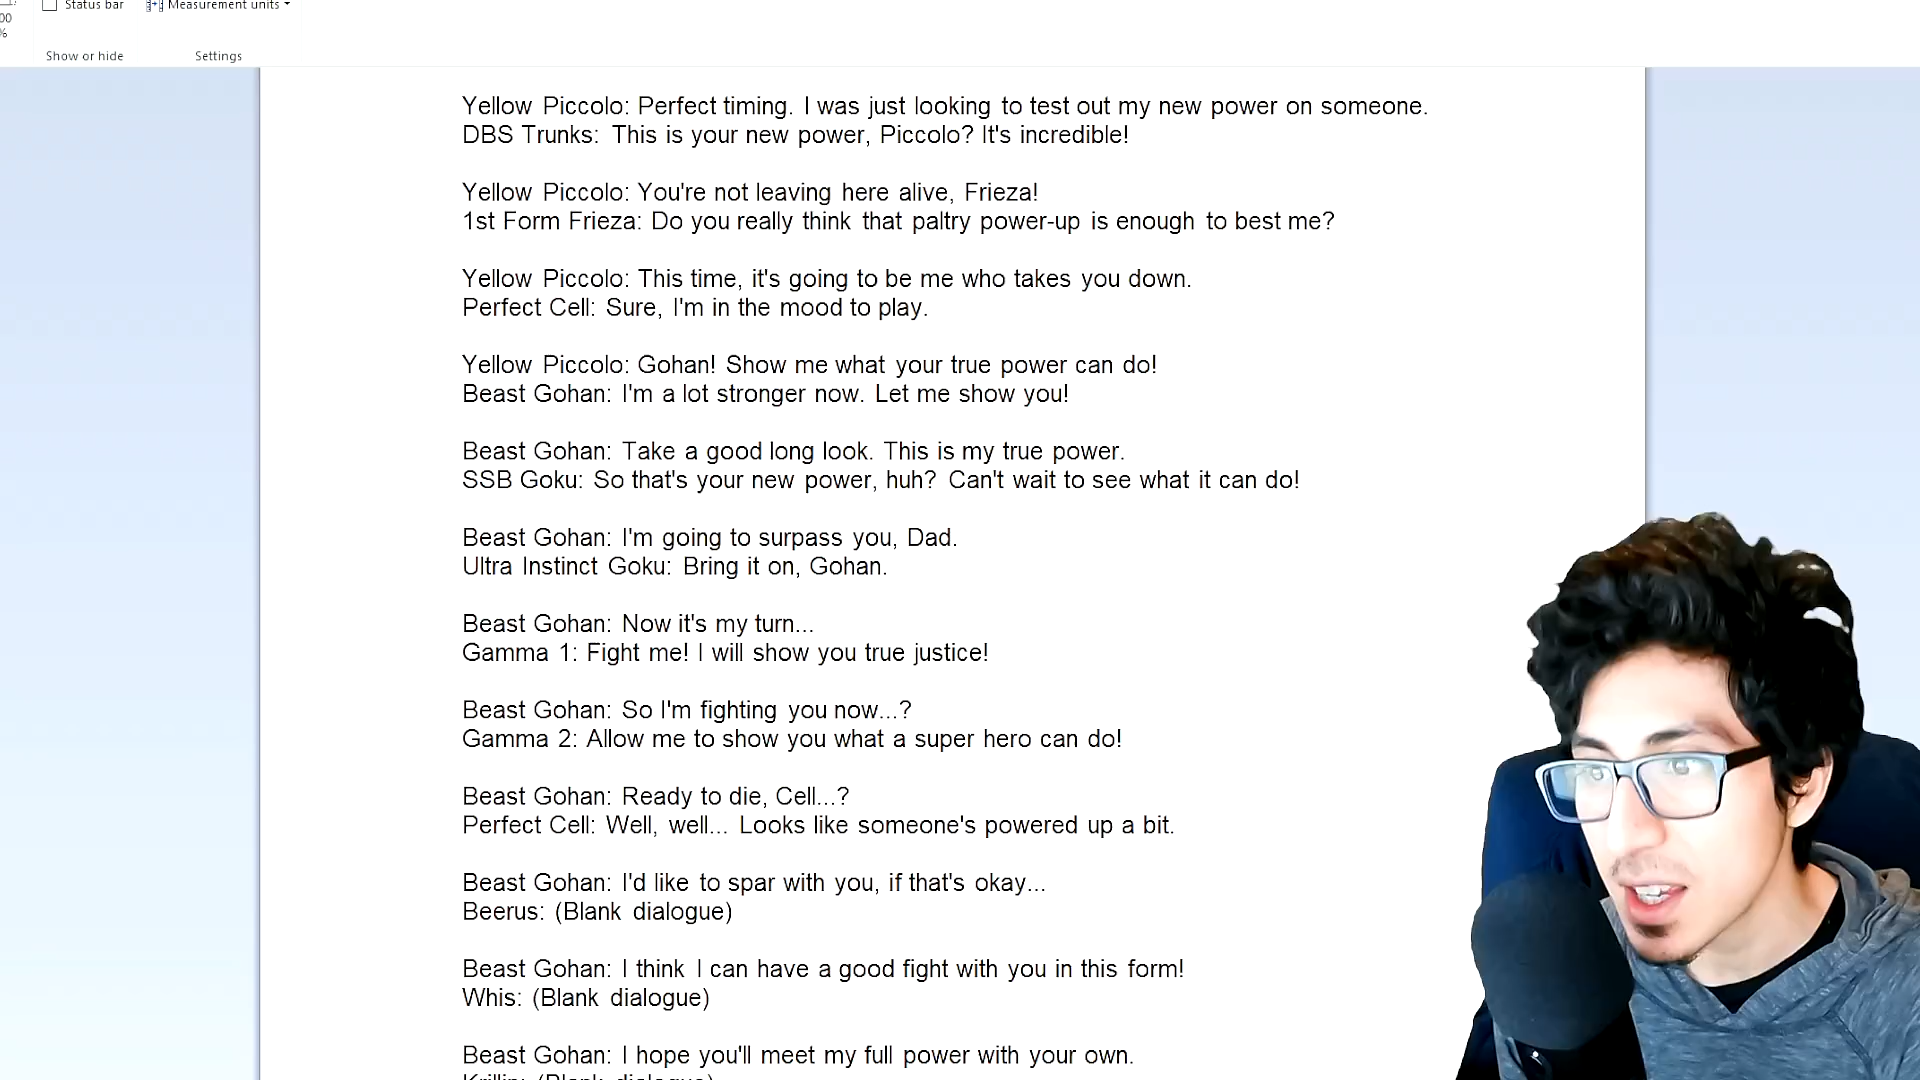 Status bar
Measurement units
00
%
Show or hide
Settings
Yellow Piccolo: Perfect timing. I was just looking to test out my new power on someone.
DBS Trunks: This is your new power, Piccolo? It's incredible!
Yellow Piccolo: You're not leaving here alive, Frieza!
1st Form Frieza: Do you really think that paltry power-up is enough to best me?
Yellow Piccolo: This time, it's going to be me who takes you down.
Perfect Cell: Sure, I'm in the mood to play.
Yellow Piccolo: Gohan! Show me what your true power can do!
Beast Gohan: I'm a lot stronger now. Let me show you!
Beast Gohan: Take a good long look. This is my true power.
SSB Goku: So that's your new power, huh? Can't wait to see what it can do!
Beast Gohan: I'm going to surpass you, Dad.
Ultra Instinct Goku: Bring it on, Gohan.
Beast Gohan: Now it's my turn...
Gamma 1: Fight me! I will show you true justice!
Beast Gohan: So I'm fighting you now...?
Gamma 2: Allow me to show you what a super hero can do!
Beast Gohan: Ready to die, Cell...?
Perfect Cell: Well, well... Looks like someone's powered up a bit.
Beast Gohan: I'd like to spar with you, if that's okay...
Beerus: (Blank dialogue)
Beast Gohan: I think I can have a good fight with you in this form!
Whis: (Blank dialogue)
Beast Gohan: I hope you'll meet my full power with your own.
Krillin: (Blank dialogue)